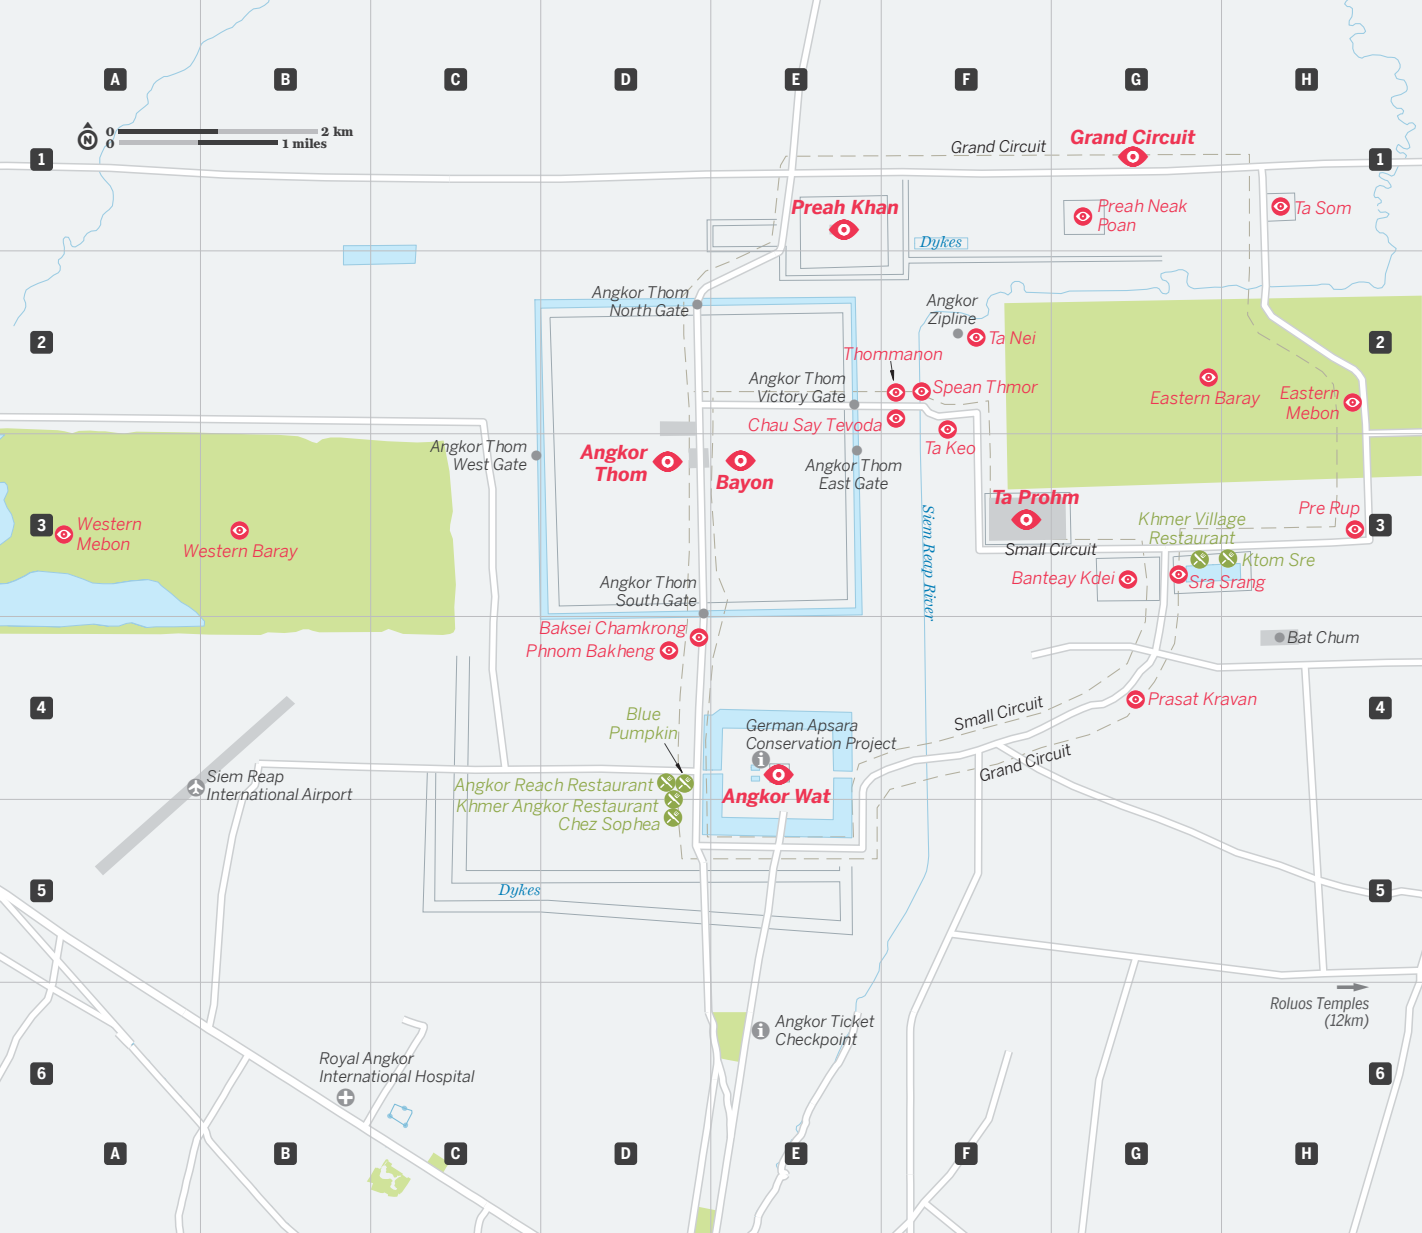 A
B
C
D
E
F
G
H
0
2 km
N
0
1 miles
Grand Circuit
Grand Circuit
1
1
Preah Khan
Preah Neak
Poan
Ta Som
Dykes
Angkor Thom
North Gate
Angkor
Zipline
2
Ta Nei
2
Thommanon
Angkor Thom
Victory Gate
Spean Thmor
Eastern Baray
Eastern
Mebon
Chau Say Tevoda
Ta Keo
Angkor Thom
West Gate
Angkor
Thom
Bayon
Angkor Thom
East Gate
Ta Prohm
Siem Reap River
Pre Rup
3
Western
Mebon
Western Baray
Khmer Village
Restaurant
3
Small Circuit
Ktom Sre
Banteay Kdei
Sra Srang
Angkor Thom
South Gate
Baksei Chamkrong
Phnom Bakheng
Bat Chum
4
Prasat Kravan
4
Blue
Pumpkin
Small Circuit
German Apsara
Conservation Project
Grand Circuit
Siem Reap
International Airport
Angkor Reach Restaurant
Khmer Angkor Restaurant
Chez Sophea
Angkor Wat
5
Dykes
5
Roluos Temples
(12km)
Angkor Ticket
Checkpoint
Royal Angkor
International Hospital
6
6
A
B
C
D
E
F
G
H